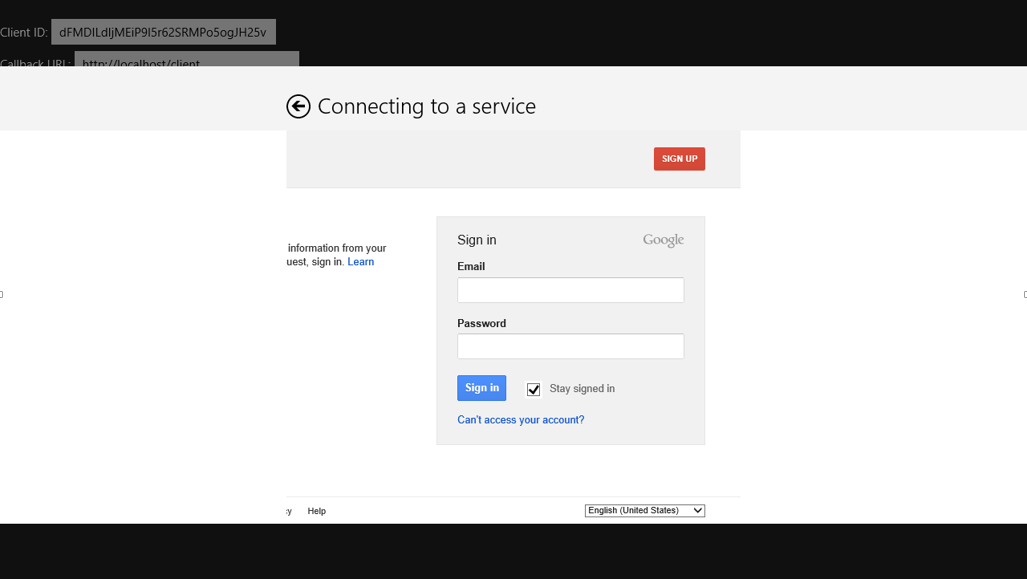 Client ID: dFMDILdIjMEiP9I5r62SRMPo5ogJH25v
Callback URL: http://localhost/client
Connecting to a service
SIGN UP
information from your
uest, sign in. Learn
Sign in Google
Email
Password
Sign in Stay signed in
Can't access your account?
cy Help English (United States)